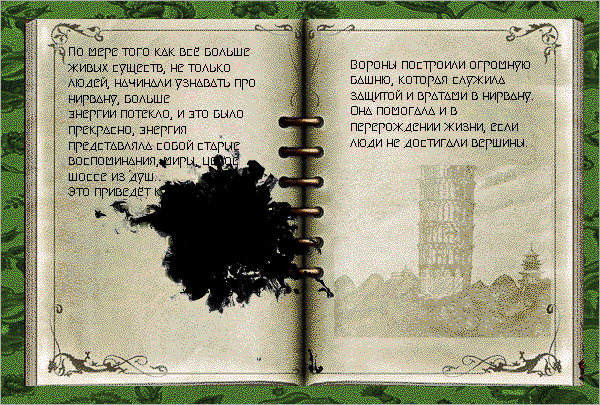 По мере того как всё больше
живых существ, не только
людей, начинали узнавать про
нирвану, больше
энергии потекло, и это было
прекрасно, энергия
представляла собой старые
воспоминания, миры, целое
шоссе из душ...
Это приведёт к
Вороны построили огромную
башню, которая служила
защитой и вратами в нирвану.
Она помогала и в
перерождении жизни, если
люди не достигали вершины.